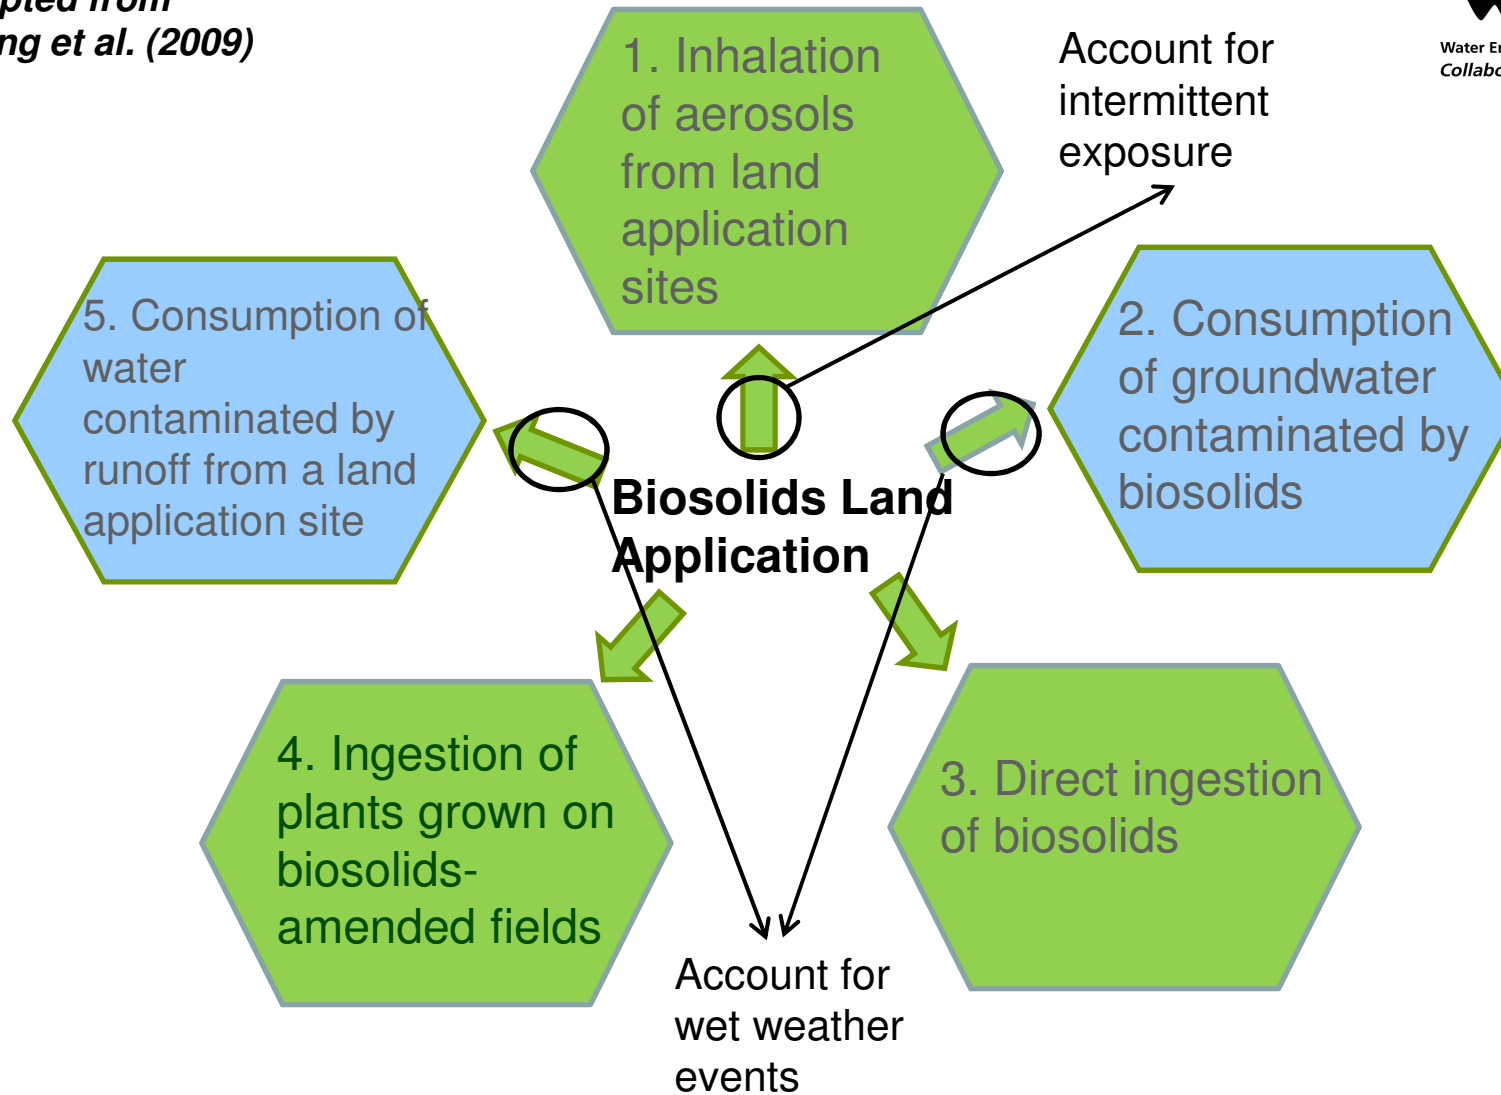 ng et al. (2009)
1. Inhalation
of aerosols
from land
application
sites
Account for
intermittent
exposure
Water
5. Consumption of
water
contaminated by
runoff from a land
application site
2. Consumption
of groundwater
contaminated by
biosolids
Biosolids Land
Application
4. Ingestion of
plants grown on
biosolids-
amended fields
3. Direct ingestion
of biosolids
Account for
wet weather
events